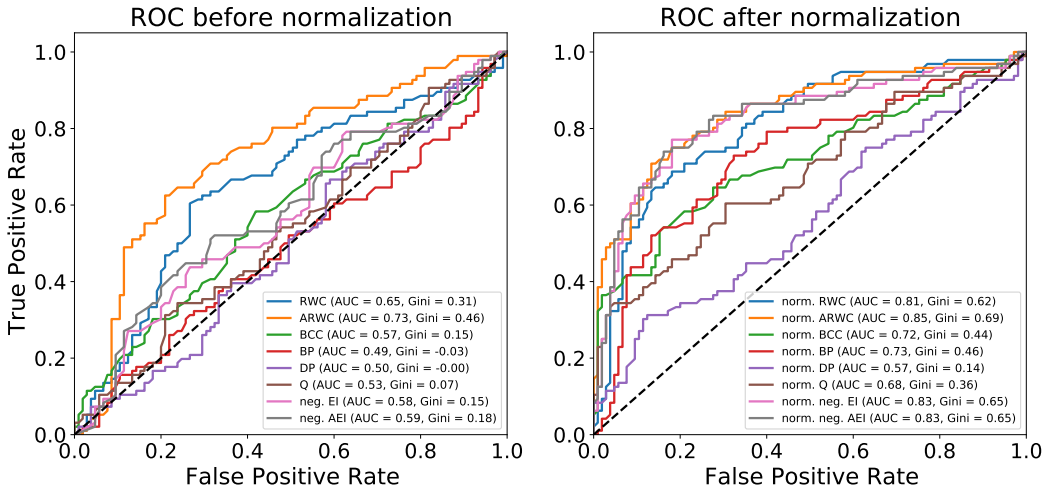 ROC before normalization
True Positive Rate
1.0
0.8
0.6
0.4
0.2
0.0
RWC (AUC = 0.65, Gini = 0.31)
ARWC (AUC = 0.73, Gini = 0.46)
BCC (AUC = 0.57, Gini = 0.15)
BP (AUC = 0.49, Gini = -0.03)
DP (AUC = 0.50, Gini = -0.00)
Q (AUC = 0.53, Gini = 0.07)
neg. EI (AUC = 0.58, Gini = 0.15)
neg. AEI (AUC = 0.59, Gini = 0.18)
0.0 0.2 0.4 0.6 0.8 1.0
False Positive Rate
ROC after normalization
1.0
0.8
0.6
0.4
0.2
0.0
norm. RWC (AUC = 0.81, Gini = 0.62)
norm. ARWC (AUC = 0.85, Gini = 0.69)
norm. BCC (AUC = 0.72, Gini = 0.44)
norm. BP (AUC = 0.73, Gini = 0.46)
norm. DP (AUC = 0.57, Gini = 0.14)
norm. Q (AUC = 0.68, Gini = 0.36)
norm. neg. EI (AUC = 0.83, Gini = 0.65)
norm. neg. AEI (AUC = 0.83, Gini = 0.65)
0.0 0.2 0.4 0.6 0.8 1.0
False Positive Rate